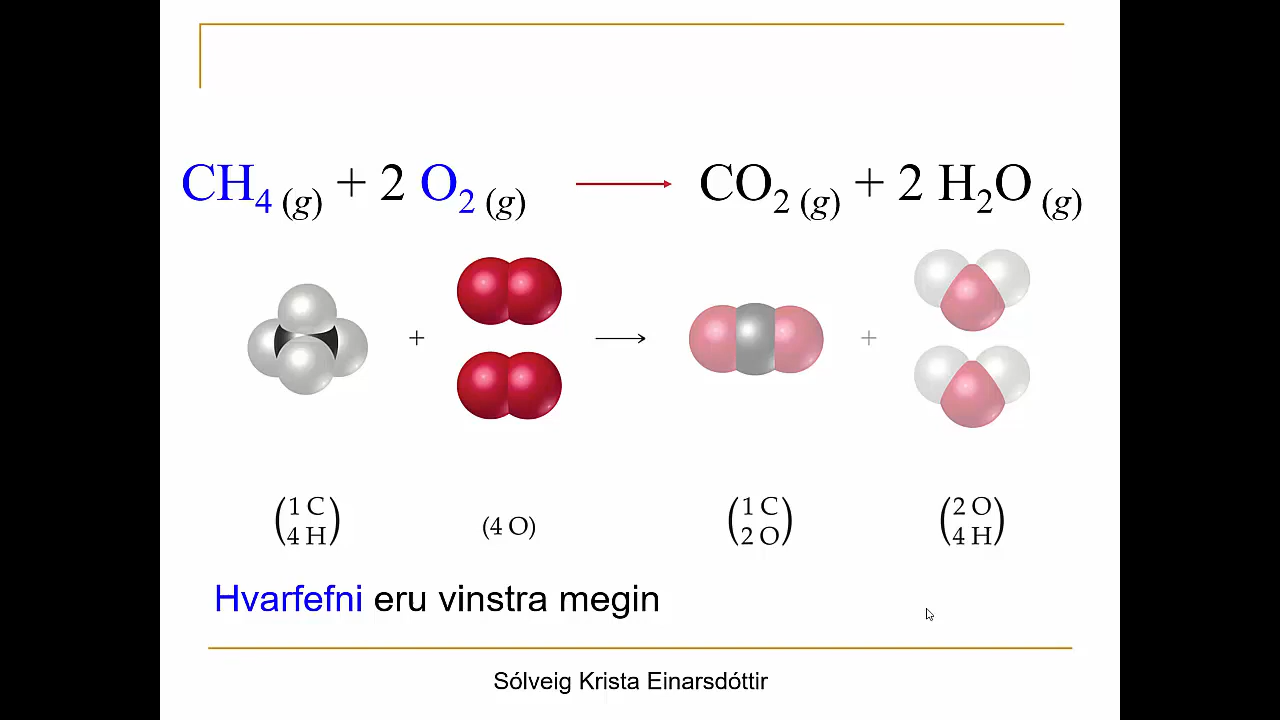 CH₄ (g) + 2 O₂ (g) → CO₂ (g) + 2 H₂O (g)
+ → +
(1 C 4 H) (4 O) (1 C 2 O) (2 O 4 H)
Hvarfefni eru vinstra megin
Sólveig Krista Einarsdóttir